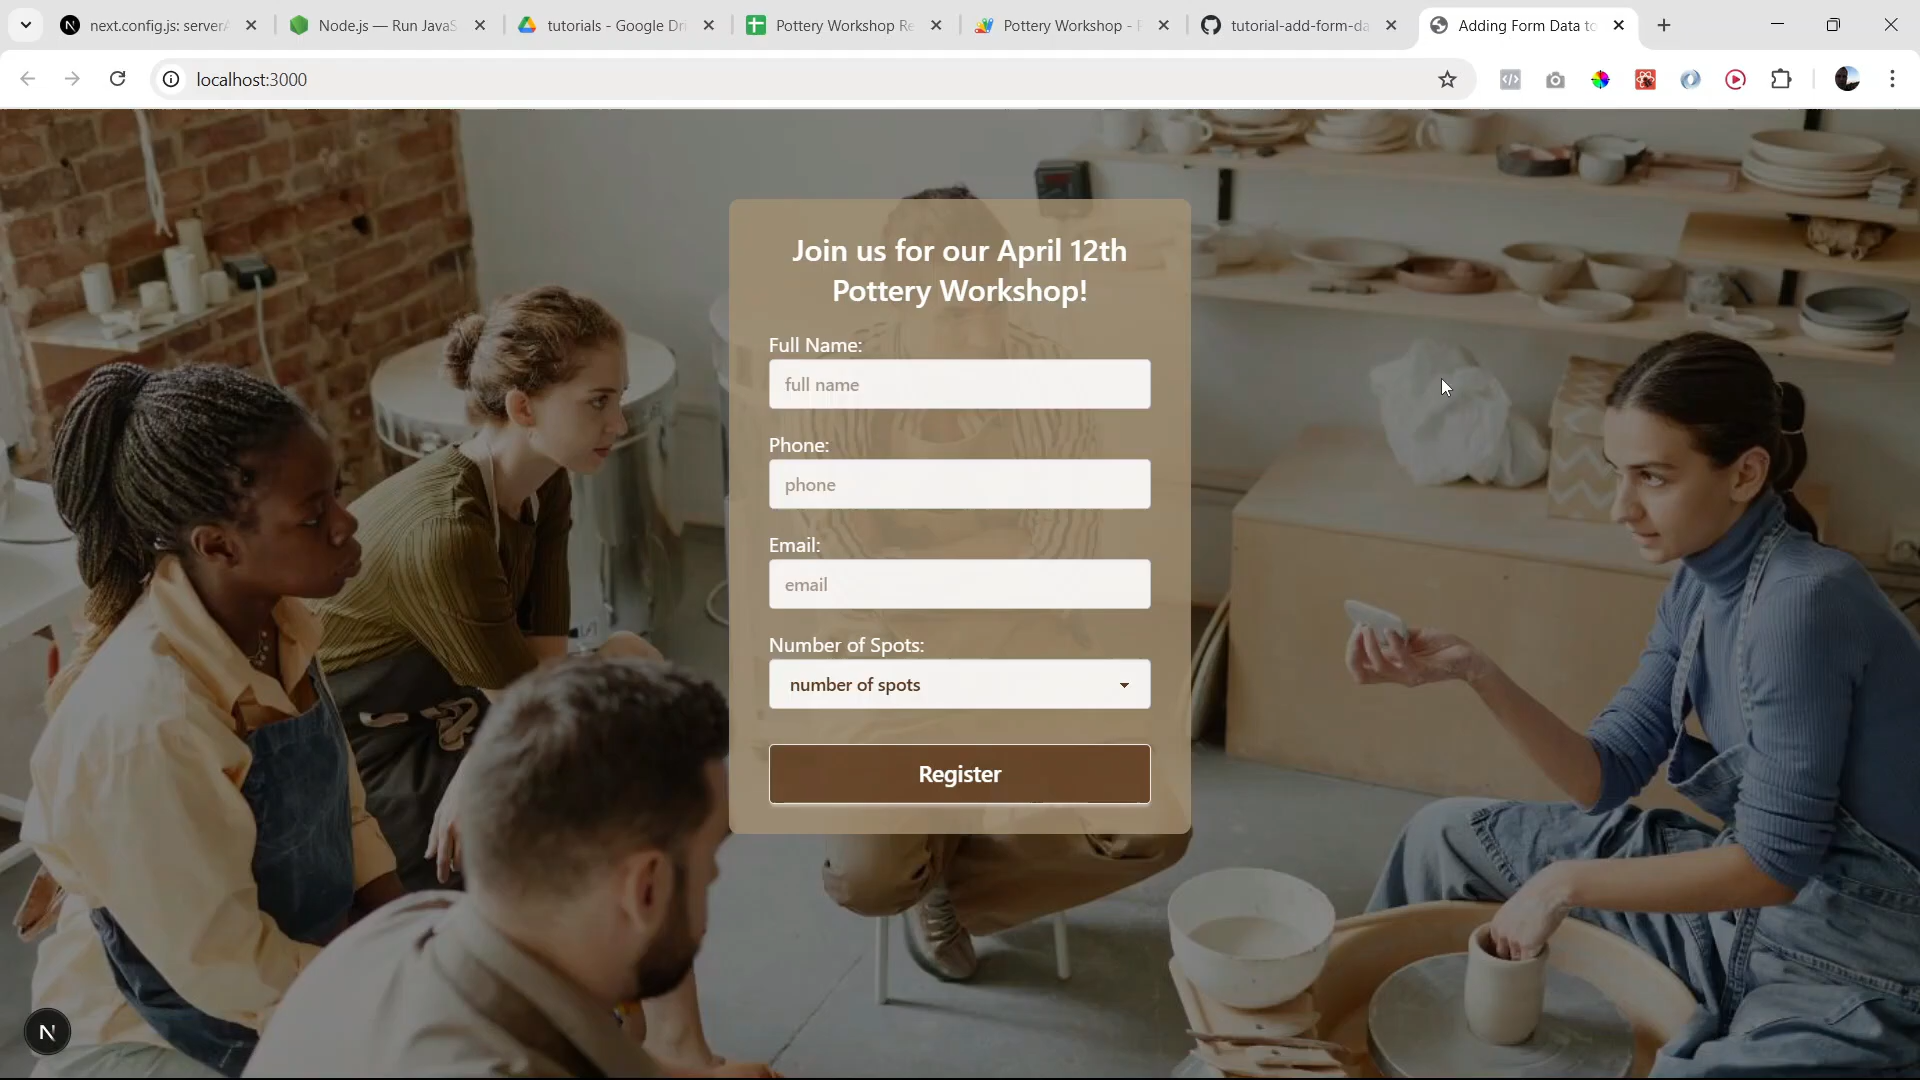 next.config.js: server
Node.js — Run JavaS
tutorials - Google Dri
Pottery Workshop Re
Pottery Workshop -
tutorial-add-form-da
Adding Form Data to
localhost:3000
Join us for our April 12th
Pottery Workshop!
Full Name:
full name
Phone:
phone
Email:
email
Number of Spots:
number of spots
Register
N